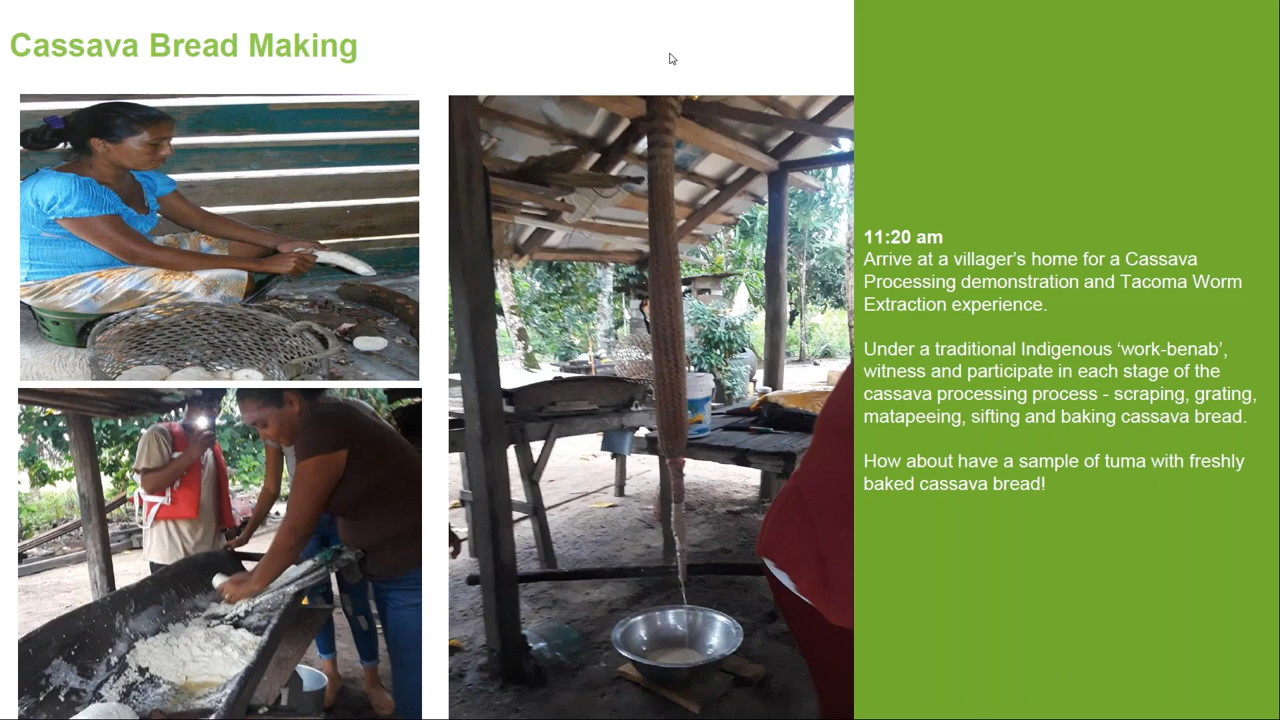 Cassava Bread Making
11:20 am
Arrive at a villager’s home for a Cassava
Processing demonstration and Tacoma Worm
Extraction experience.
Under a traditional Indigenous ‘work-benab’,
witness and participate in each stage of the
cassava processing process - scraping, grating,
matapeeing, sifting and baking cassava bread.
How about have a sample of tuma with freshly
baked cassava bread!